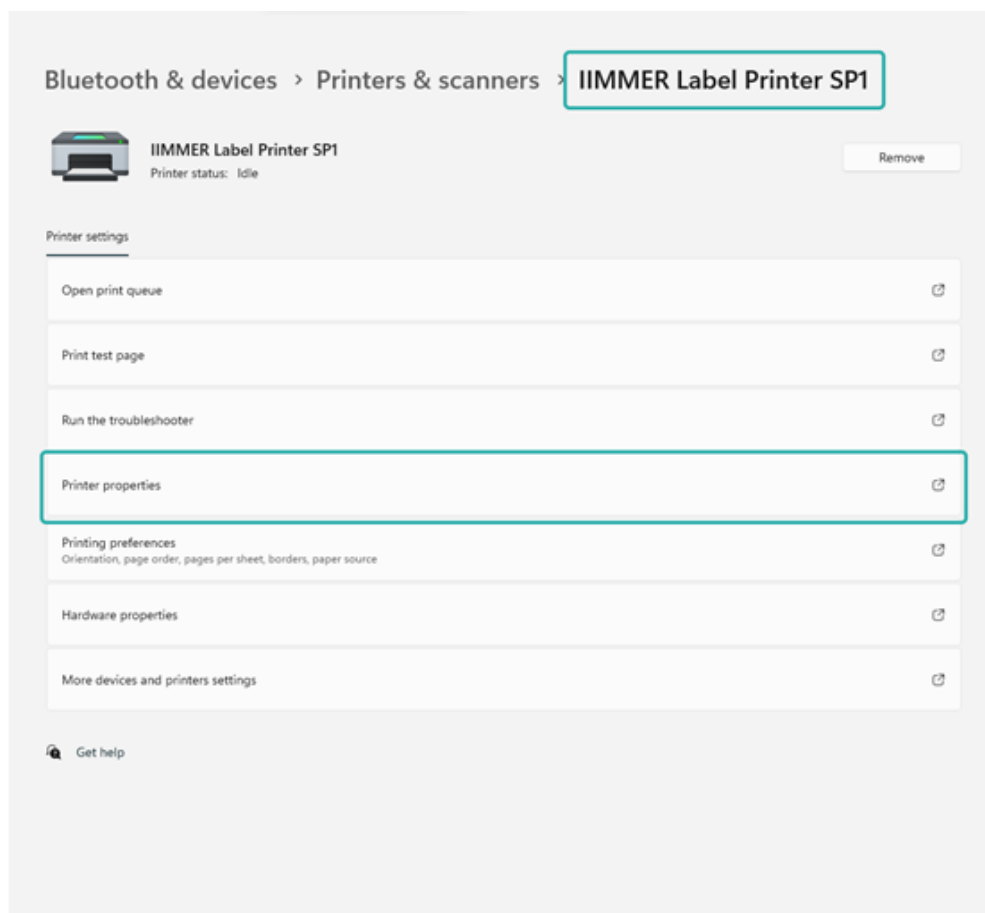 Bluetooth & devices > Printers & scanners > IIMMER Label Printer SP1
IIMMER Label Printer SP1
Printer status: Idle
Remove
Printer settings
Open print queue
Print test page
Run the troubleshooter
Printer properties
Printing preferences
Orientation, page order, pages per sheet, borders, paper source
Hardware properties
More devices and printers settings
Get help